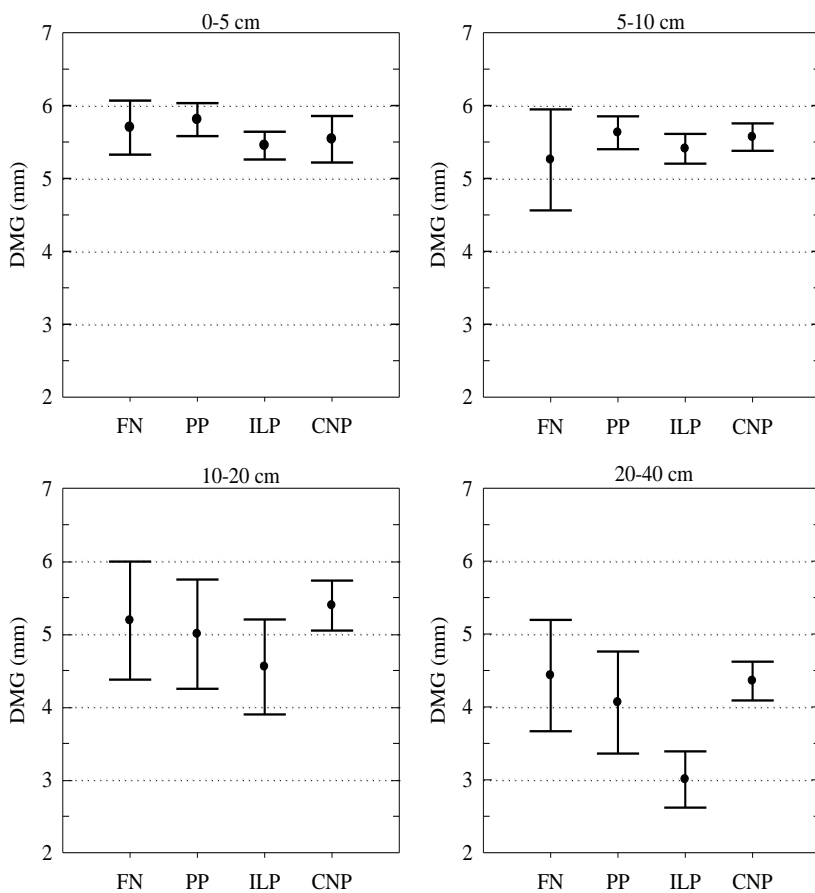 0-5 cm
5-10 cm
7
6
5
4
3
2
DMG (mm)
FN PP ILP CNP
7
6
5
4
3
2
DMG (mm)
FN PP ILP CNP
10-20 cm
20-40 cm
7
6
5
4
3
2
DMG (mm)
FN PP ILP CNP
7
6
5
4
3
2
DMG (mm)
FN PP ILP CNP